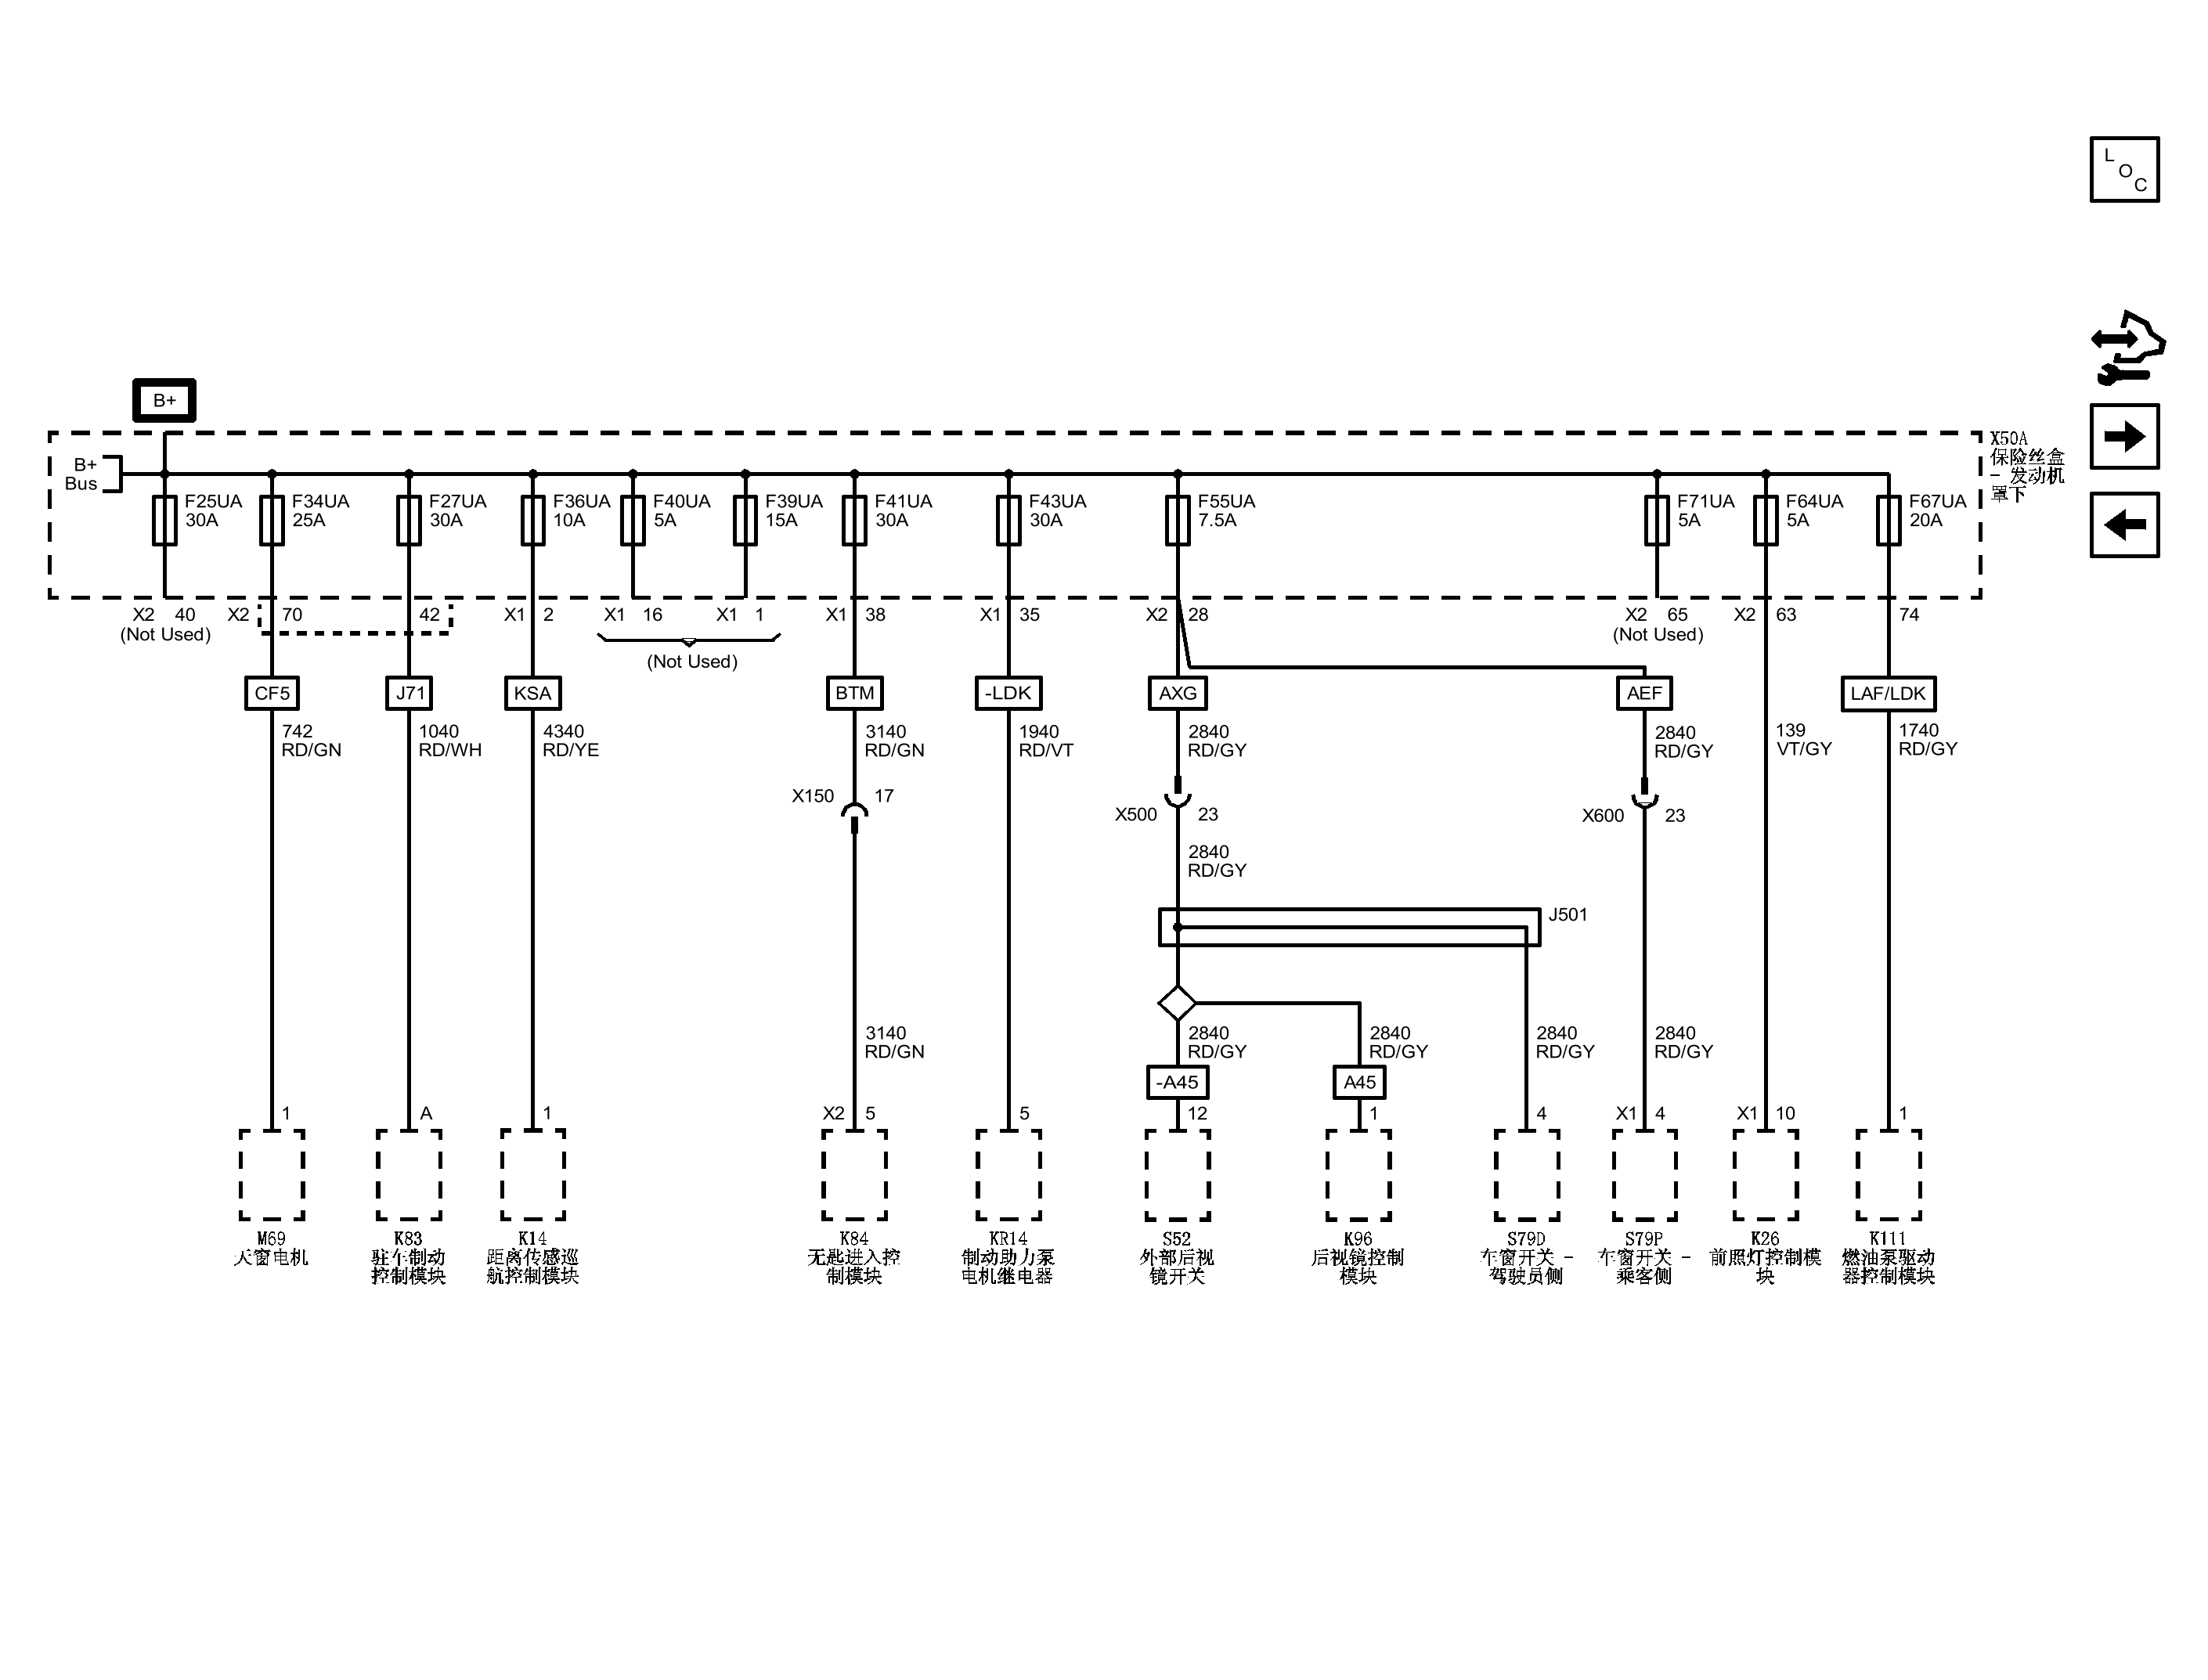 L
O
C
B+
X50A
保险丝盒
- 发动机
罩下
B+
Bus
F25UA
30A
F34UA
25A
F27UA
30A
F36UA
10A
F40UA
5A
F39UA
15A
F41UA
30A
F43UA
30A
F55UA
7.5A
F71UA
5A
F64UA
5A
F67UA
20A
X2 40
(Not Used)
X2 70
42
X1 2
X1 16
X1 1
(Not Used)
X1 38
X1 35
X2 28
X2 65
(Not Used)
X2 63
74
CF5
J71
KSA
BTM
-LDK
AXG
AEF
LAF/LDK
742
RD/GN
1040
RD/WH
4340
RD/YE
3140
RD/GN
1940
RD/VT
2840
RD/GY
2840
RD/GY
139
VT/GY
1740
RD/GY
X150 17
X500 23
X600 23
2840
RD/GY
J501
3140
RD/GN
2840
RD/GY
2840
RD/GY
2840
RD/GY
2840
RD/GY
-A45
A45
1
A
1
X2 5
5
12
1
4
X1 4
X1 10
1
M69
天窗电机
K83
驻车制动
控制模块
K14
距离传感巡
航控制模块
K84
无匙进入控
制模块
KR14
制动助力泵
电机继电器
S52
外部后视
镜开关
K96
后视镜控制
模块
S79D
车窗开关 -
驾驶员侧
S79P
车窗开关 -
乘客侧
K26
前照灯控制模
块
K111
燃油泵驱动
器控制模块